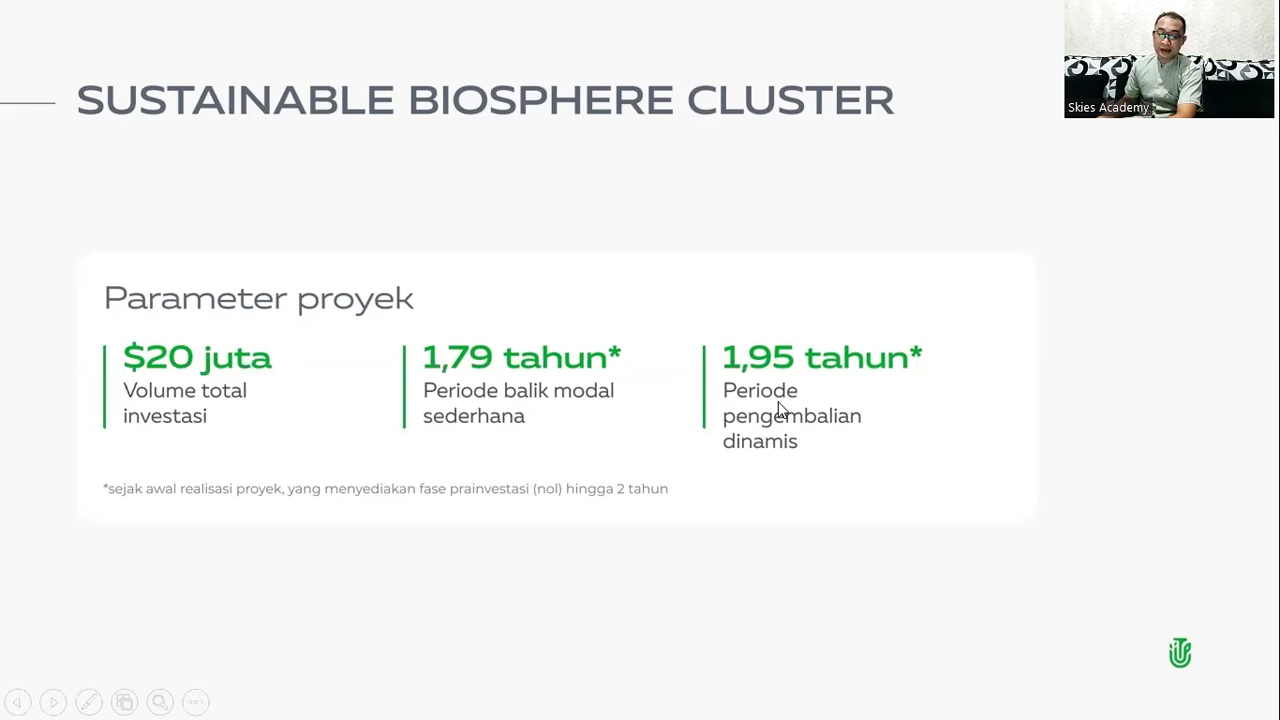 SUSTAINABLE BIOSPHERE CLUSTER
Skies Academy
Parameter proyek
$20 juta
Volume total
investasi
1,79 tahun*
Periode balik modal
sederhana
1,95 tahun*
Periode
pengembalian
dinamis
*sejak awal realisasi proyek, yang menyediakan fase prainvestasi (nol) hingga 2 tahun